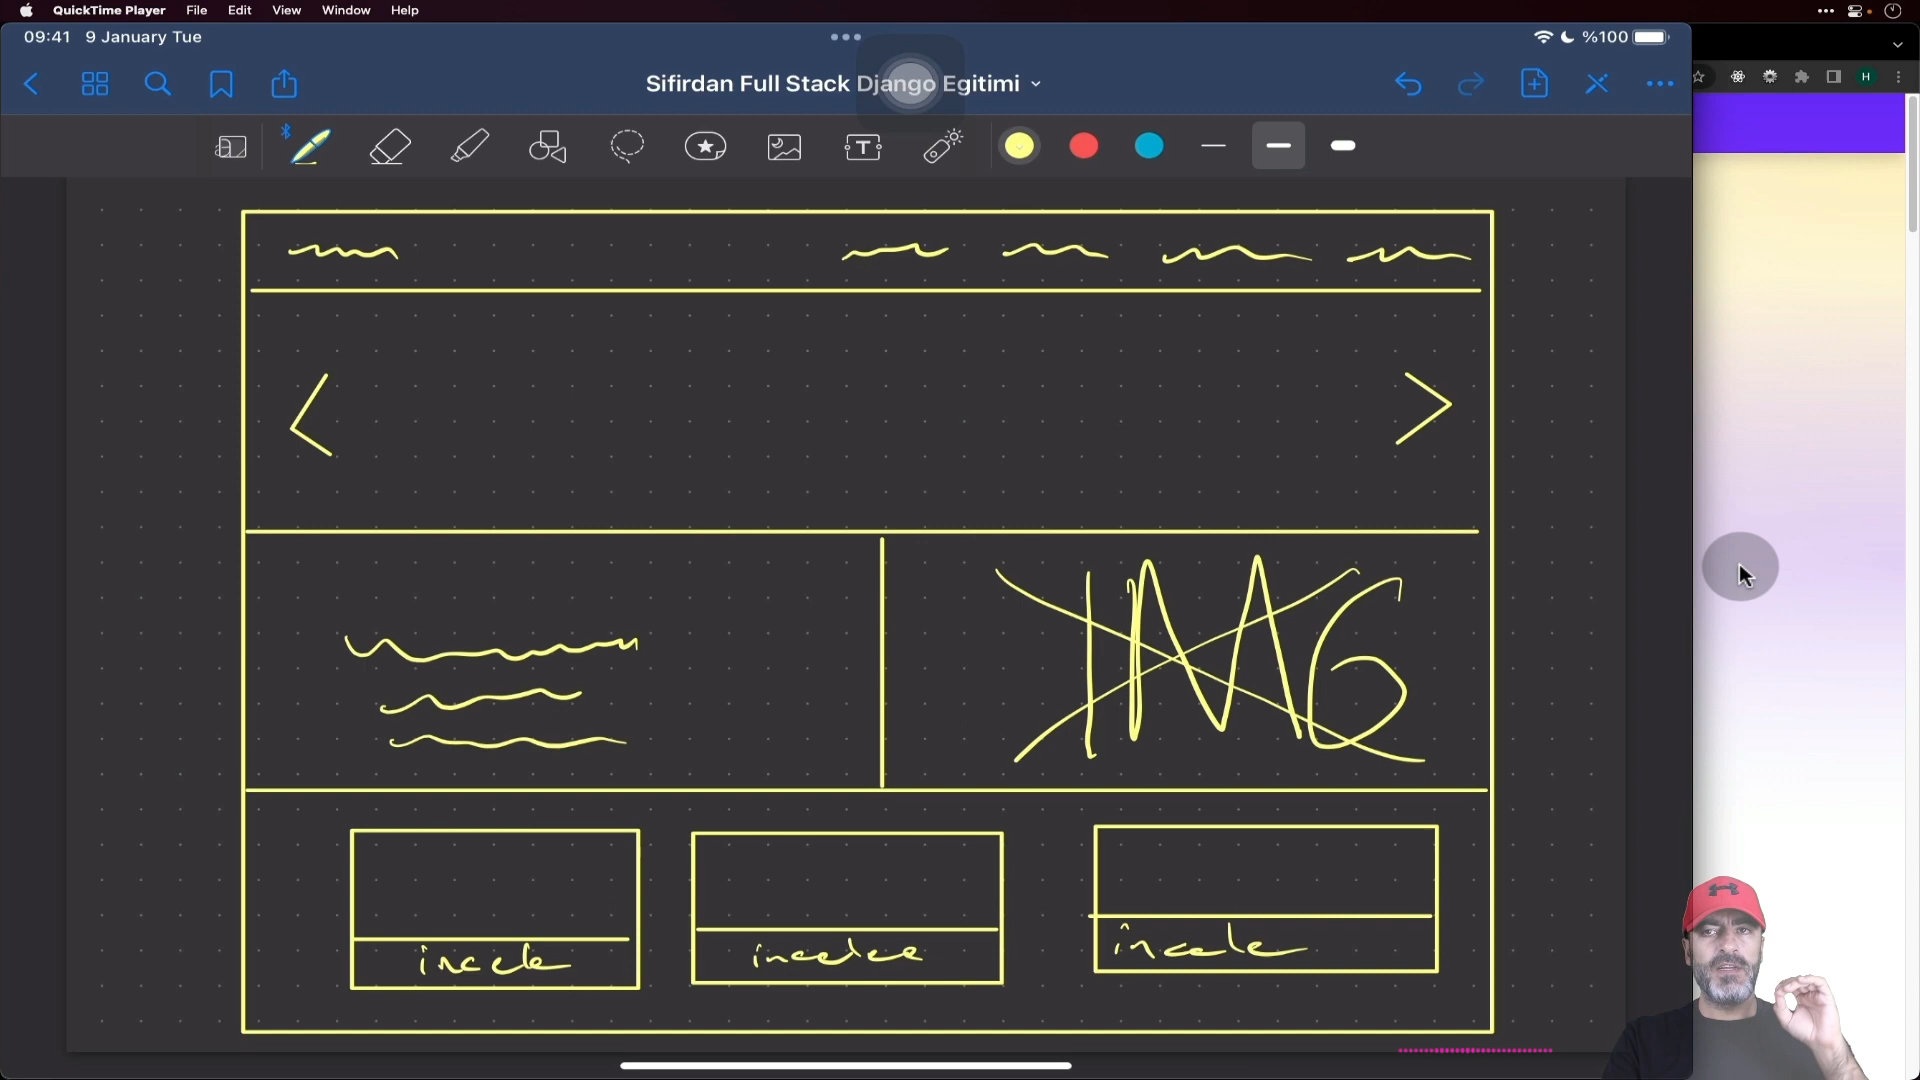 QuickTime Player File Edit View Window Help
09:41 9 January Tue
%100
Sifirdan Full Stack Django Egitimi
T
H
IMG
incele
incele
incele